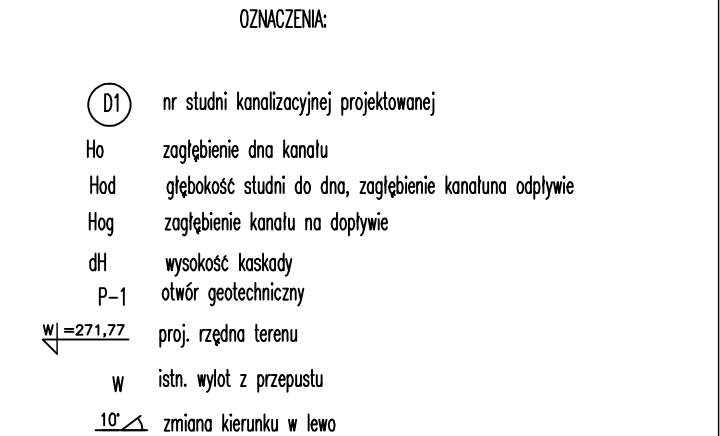 OZNACZENIA:
D1 nr studni kanalizacyjnej projektowanej
Ho zagłębienie dna kanału
Hod głębokość studni do dna, zagłębienie kanałuna odpływie
Hog zagłębienie kanału na dopływie
dH wysokość kaskady
P-1 otwór geotechniczny
W =271,77 proj. rzędna terenu
W istn. wylot z przepustu
10° zmiana kierunku w lewo